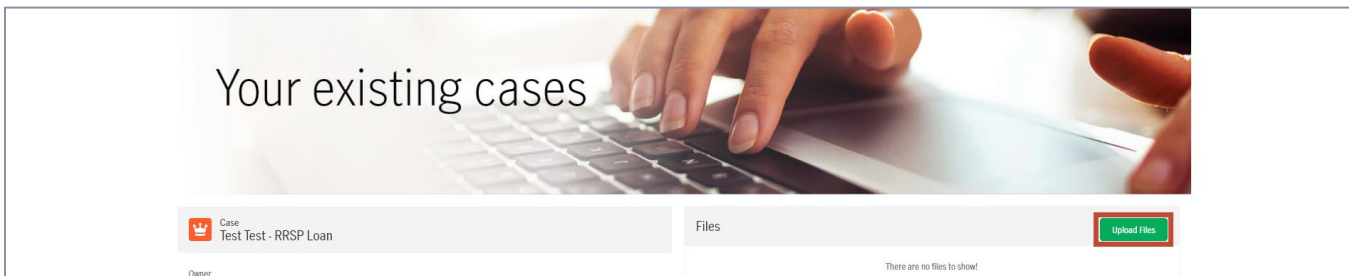 Your existing cases
Case
Test Test - RRSP Loan
Owner
Files
Upload Files
There are no files to show!